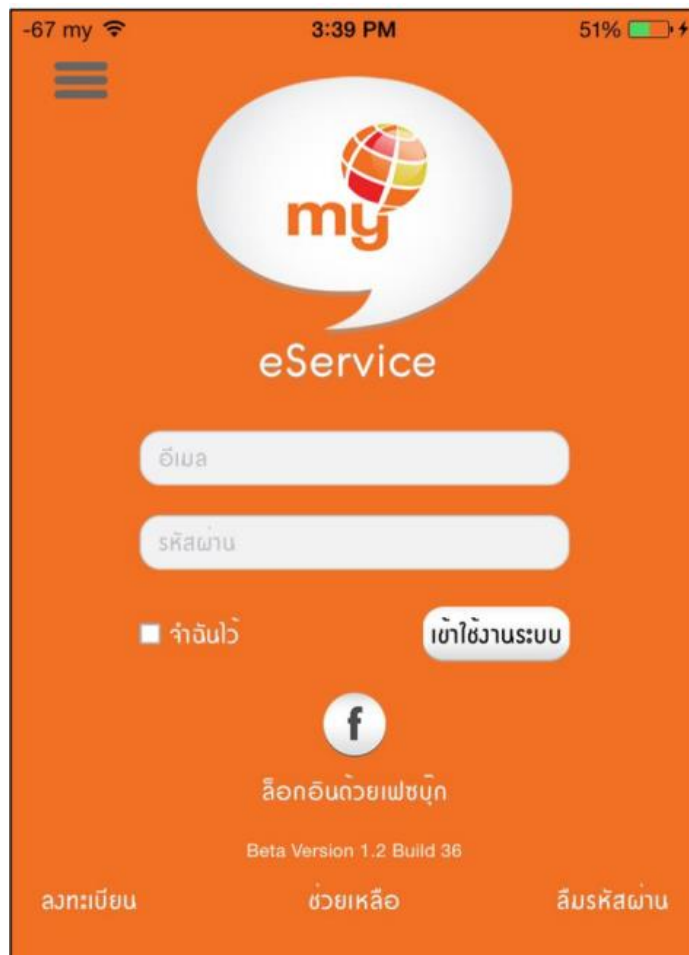 -67 my 3:39 PM 51%
my
eService
อีเมล
รหัสผ่าน
จำฉันไว้ เข้าใช้งานระบบ
f
ล็อกอินด้วยเฟซบุ๊ก
Beta Version 1.2 Build 36
ลงทะเบียน ช่วยเหลือ ลืมรหัสผ่าน